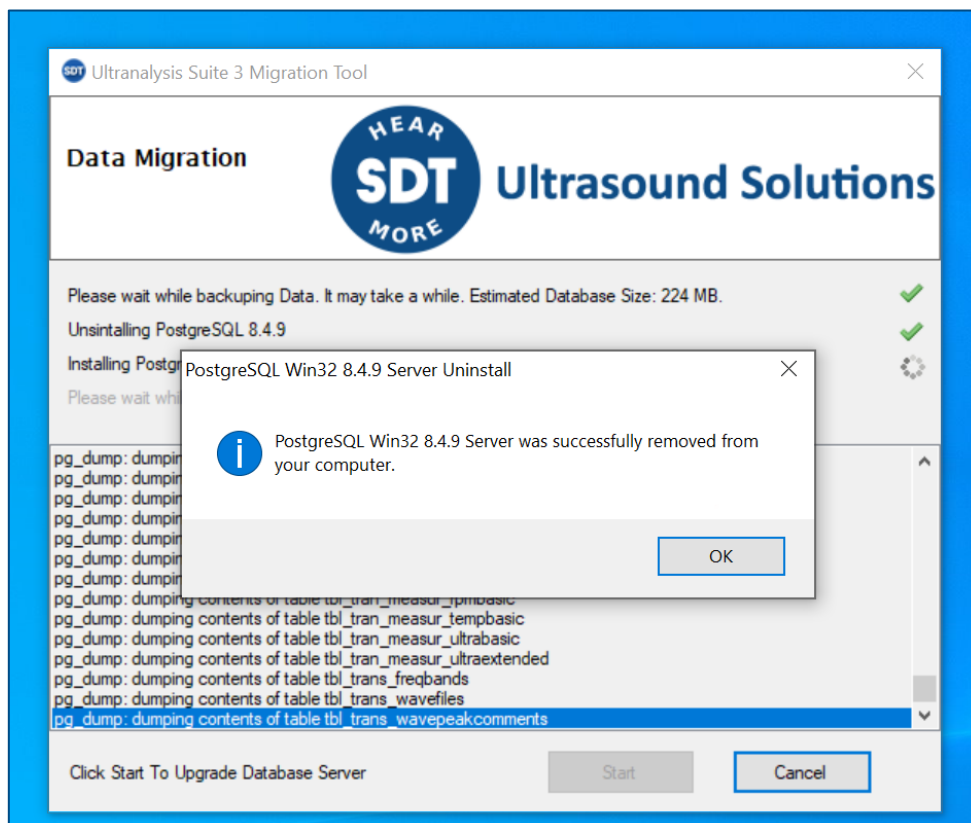 SDT Ultranalysis Suite 3 Migration Tool
Data Migration
HEAR
SDT
MORE
Ultrasound Solutions
Please wait while backuping Data. It may take a while. Estimated Database Size: 224 MB.
Unsintalling PostgreSQL 8.4.9
Installing Postgr
Please wait whi
PostgreSQL Win32 8.4.9 Server Uninstall
PostgreSQL Win32 8.4.9 Server was successfully removed from
your computer.
OK
pg_dump: dumpin
pg_dump: dumpin
pg_dump: dumpin
pg_dump: dumpin
pg_dump: dumpin
pg_dump: dumpin
pg_dump: dumpin
pg_dump: dumping contents of table tbl_tran_measur_rpmbasic
pg_dump: dumping contents of table tbl_tran_measur_tempbasic
pg_dump: dumping contents of table tbl_tran_measur_ultrabasic
pg_dump: dumping contents of table tbl_tran_measur_ultraextended
pg_dump: dumping contents of table tbl_trans_freqbands
pg_dump: dumping contents of table tbl_trans_wavefiles
pg_dump: dumping contents of table tbl_trans_wavepeakcomments
Click Start To Upgrade Database Server
Start
Cancel